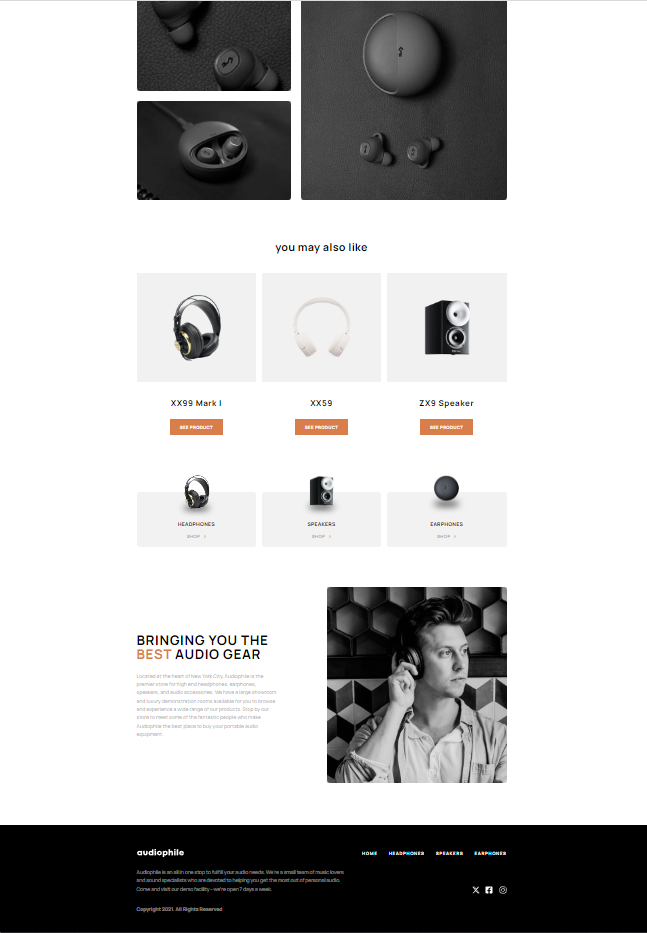 you may also like
XX99 Mark I
XX59
ZX9 Speaker
SEE PRODUCT
SEE PRODUCT
SEE PRODUCT
HEADPHONES
SPEAKERS
EARPHONES
SHOP >
SHOP >
SHOP >
BRINGING YOU THE
BEST AUDIO GEAR
Located at the heart of New York City, Audiophile is the
premier store for high end headphones, earphones,
speakers, and audio accessories. We have a large showroom
and luxury demonstration rooms available for you to browse
and experience a wide range of our products. Stop by our
store to meet some of the fantastic people who make
Audiophile the best place to buy your portable audio
equipment.
audiophile
HOME HEADPHONES SPEAKERS EARPHONES
Audiophile is an all in one stop to fulfill your audio needs. We're a small team of music lovers
and sound specialists who are devoted to helping you get the most out of personal audio.
Come and visit our demo facility - we're open 7 days a week.
Copyright 2021. All Rights Reserved